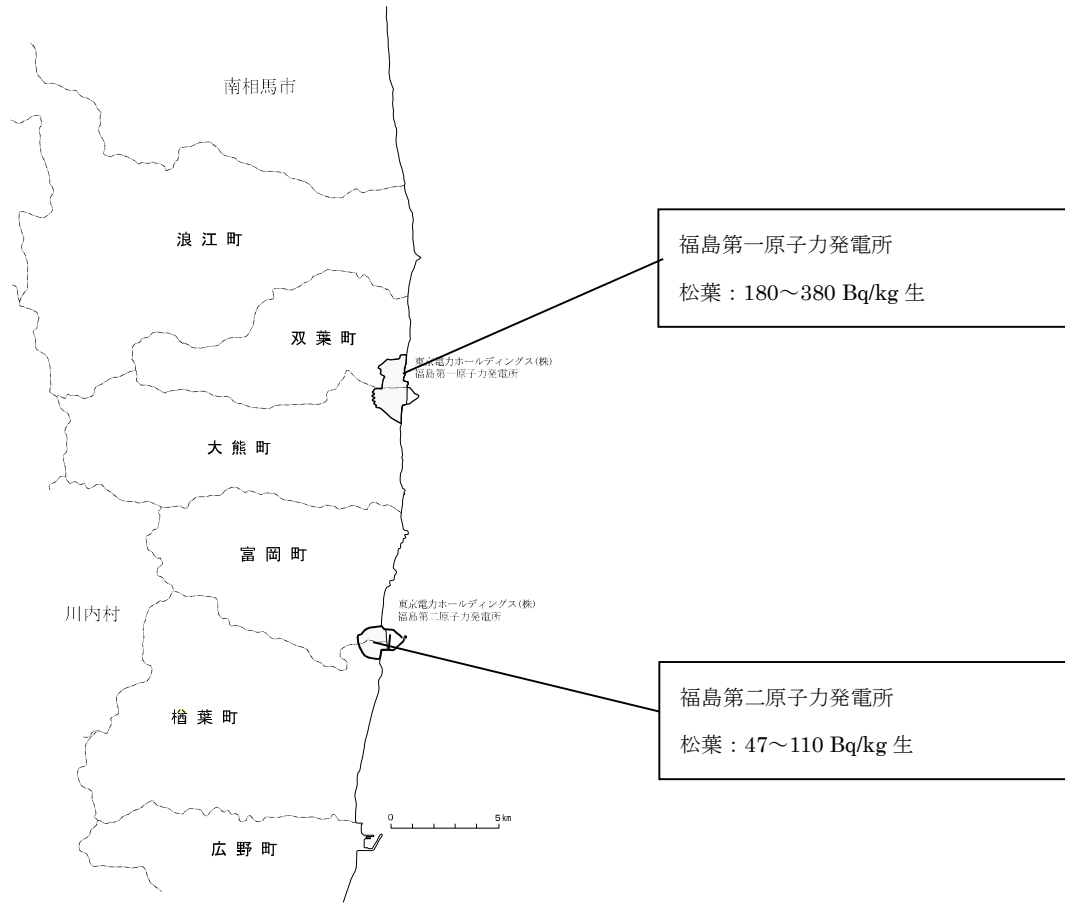 南相馬市
浪江町
福島第一原子力発電所
松葉：180～380 Bq/kg 生
双葉町
東京電力ホールディングス(株)
福島第一原子力発電所
大熊町
富岡町
川内村
東京電力ホールディングス(株)
福島第二原子力発電所
福島第二原子力発電所
松葉：47～110 Bq/kg 生
楢葉町
0 5km
広野町